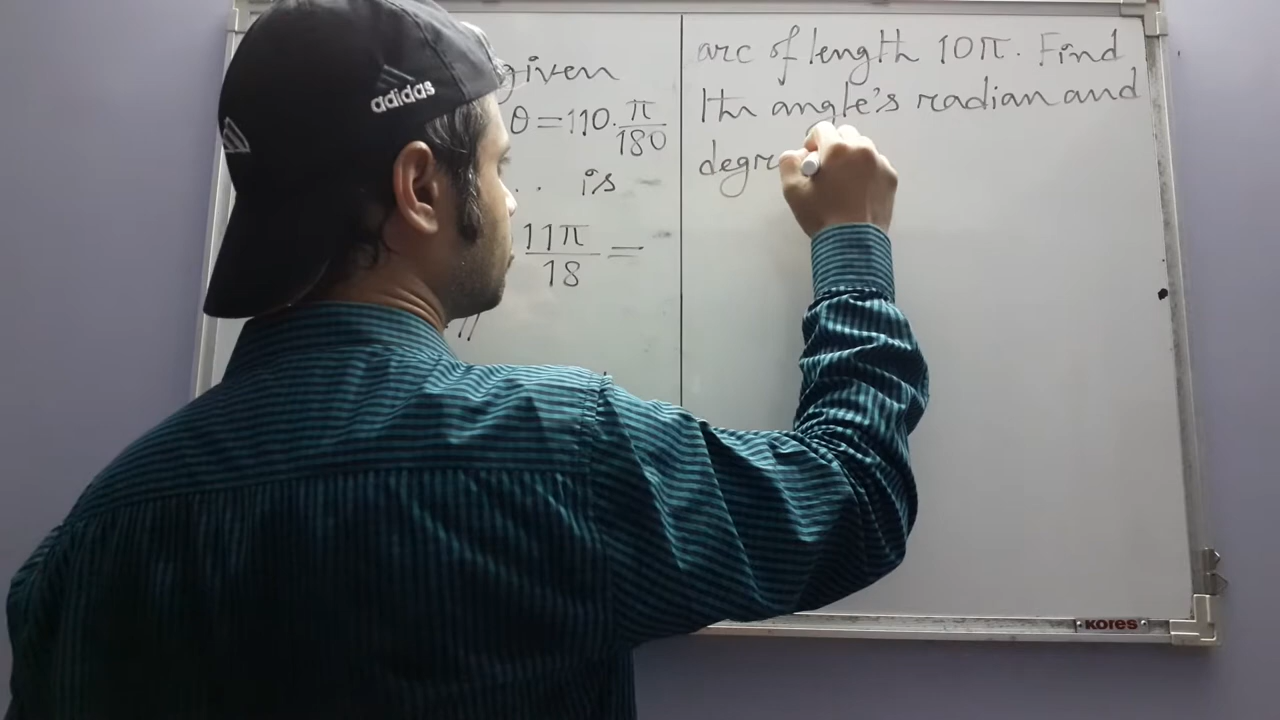 adidas
given
θ = 110. π/180
.. is
11π/18 =
arc of length 10π. Find
the angle's radian and
degr
KORES